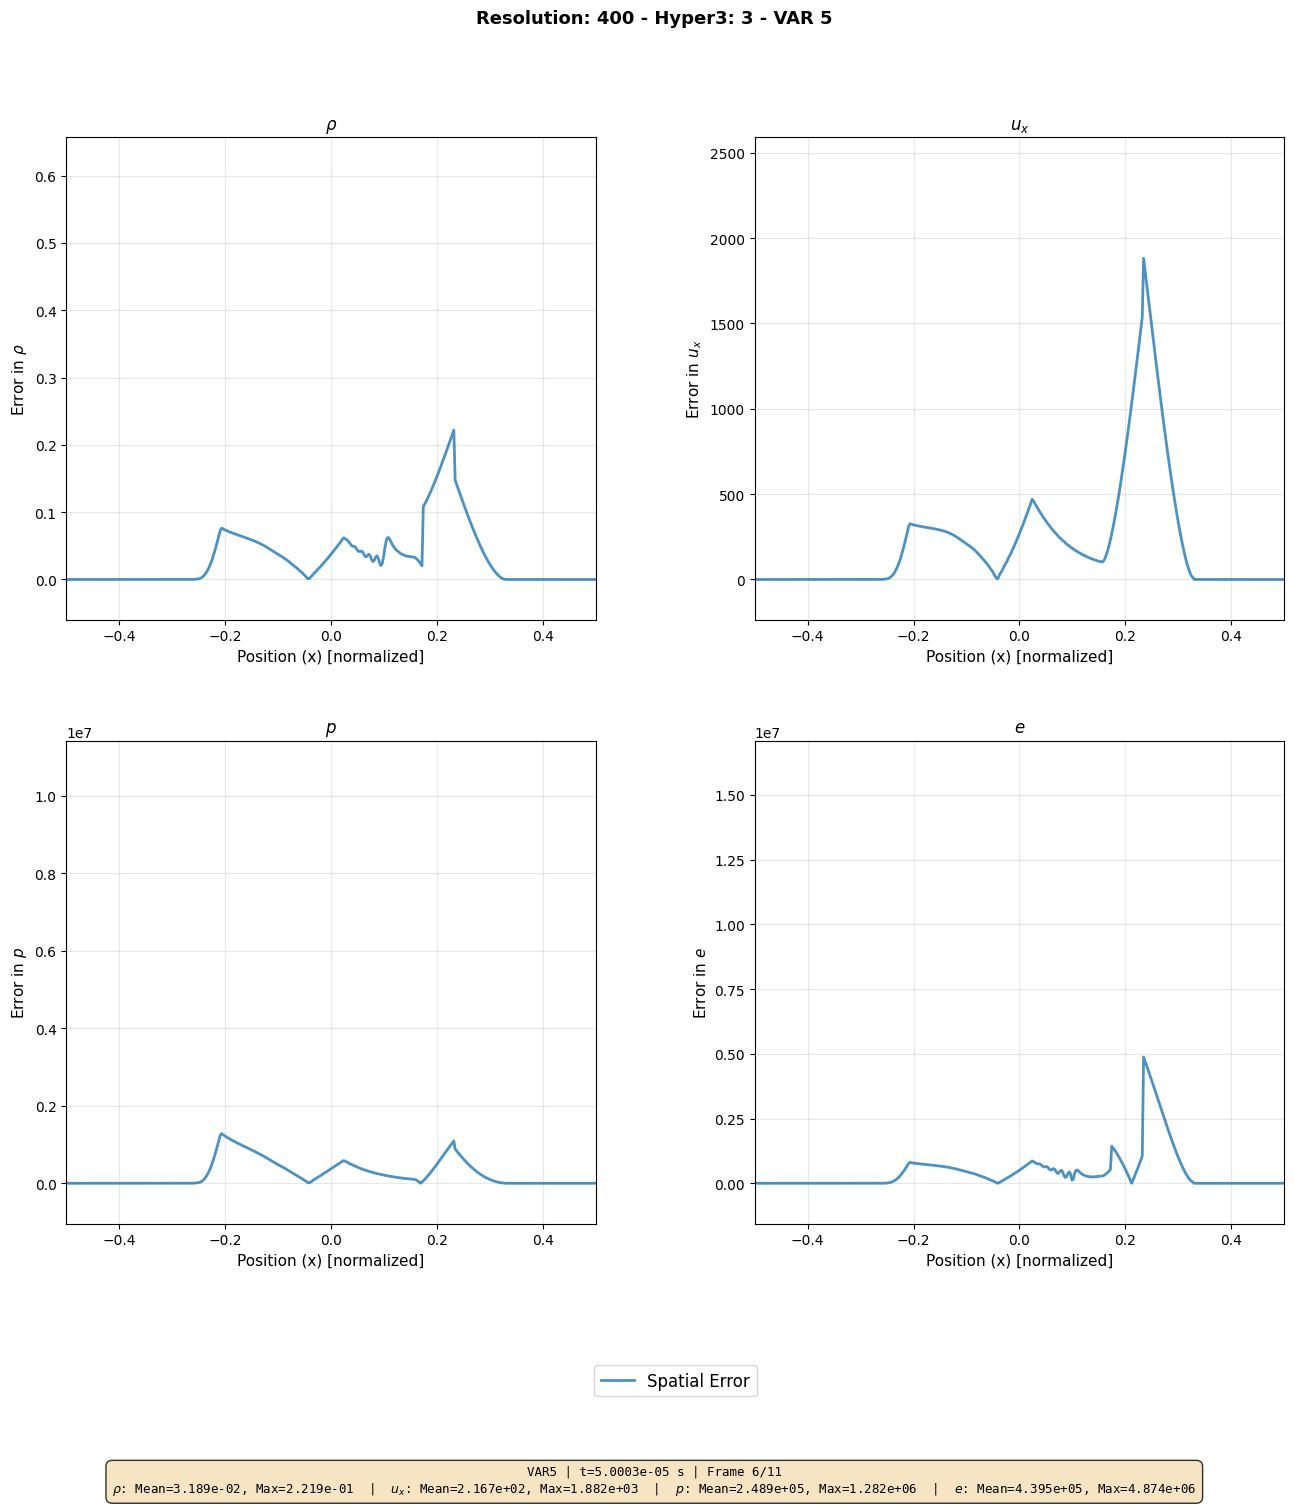 Resolution: 400 - Hyper3: 3 - VAR 5
ρ
0.6
0.5
0.4
0.3
0.2
0.1
0.0
Error in ρ
−0.4 −0.2 0.0 0.2 0.4
Position (x) [normalized]
u_x
2500
2000
1500
1000
500
0
Error in u_x
−0.4 −0.2 0.0 0.2 0.4
Position (x) [normalized]
p
1e7
1.0
0.8
0.6
0.4
0.2
0.0
Error in p
−0.4 −0.2 0.0 0.2 0.4
Position (x) [normalized]
e
1e7
1.50
1.25
1.00
0.75
0.50
0.25
0.00
Error in e
−0.4 −0.2 0.0 0.2 0.4
Position (x) [normalized]
Spatial Error
VAR5 | t=5.0003e-05 s | Frame 6/11
ρ: Mean=3.189e-02, Max=2.219e-01 | u_x: Mean=2.167e+02, Max=1.882e+03 | p: Mean=2.489e+05, Max=1.282e+06 | e: Mean=4.395e+05, Max=4.874e+06